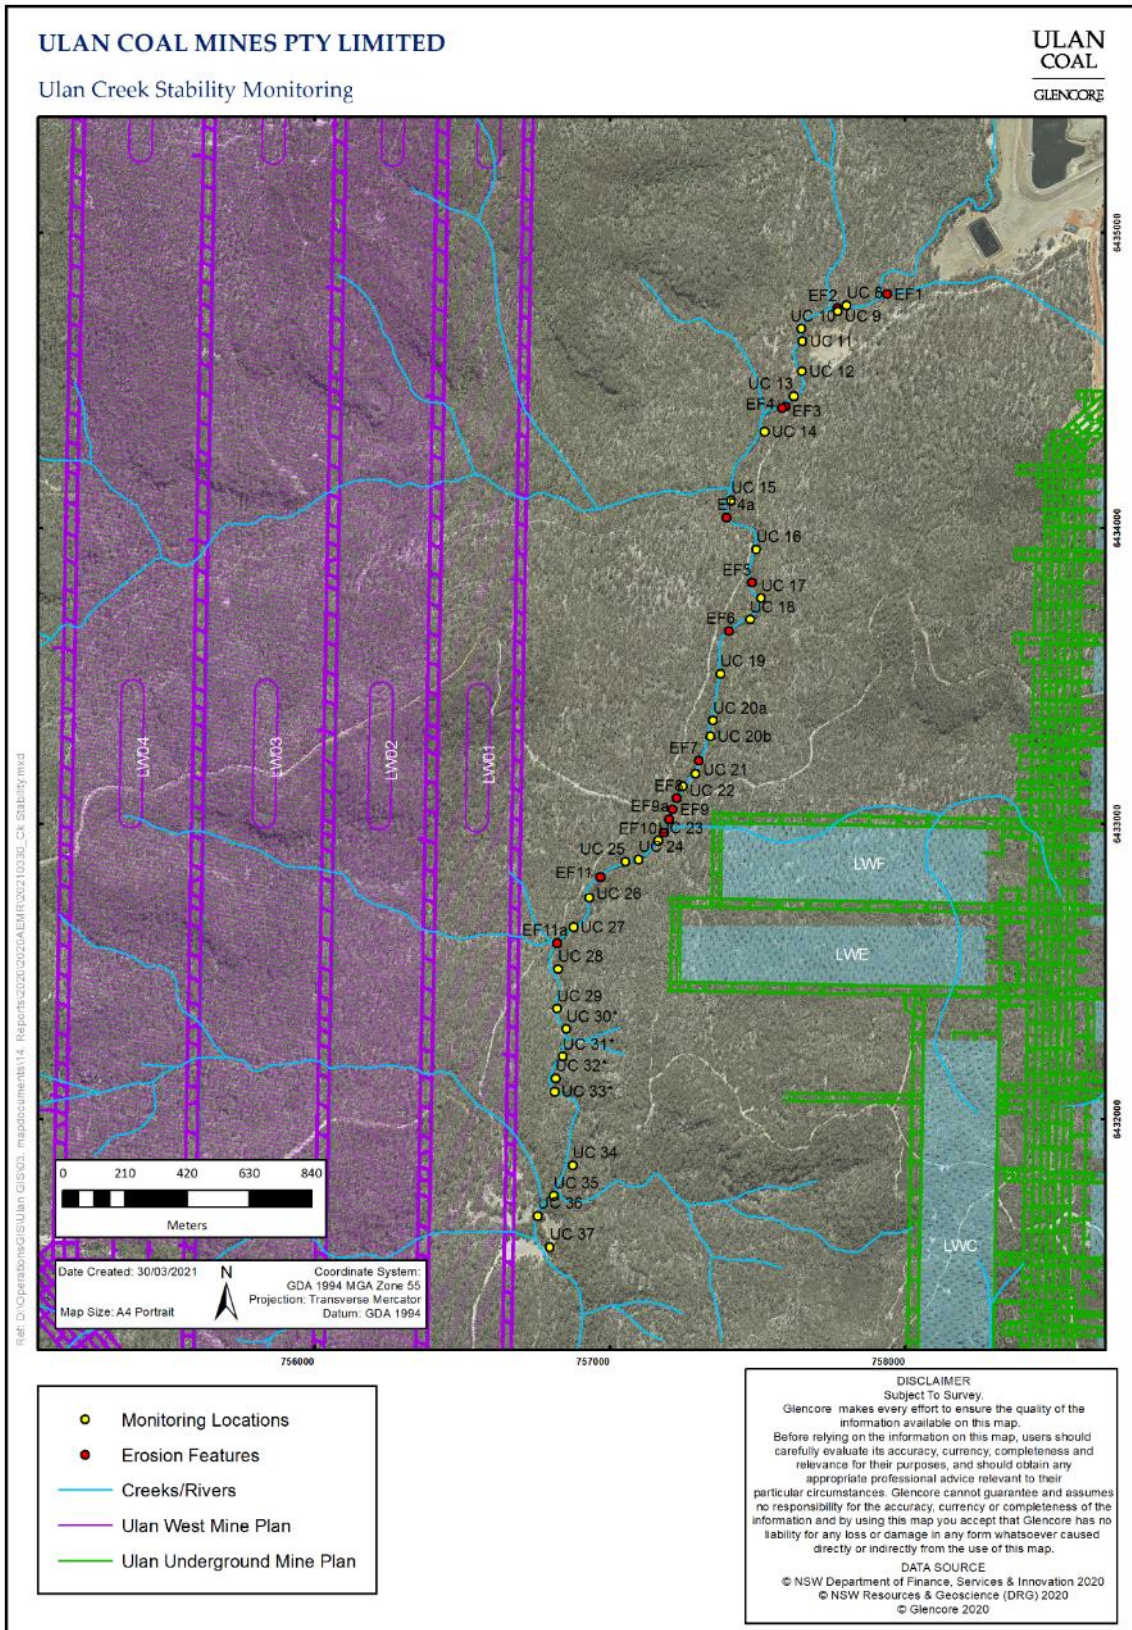 ULAN COAL MINES PTY LIMITED
Ulan Creek Stability Monitoring
ULAN
COAL
GLENCORE
6435000
6434000
6433000
6432000
756000
757000
758000
EF2
UC 8
EF1
UC 10
UC 9
UC 11
UC 12
UC 13
EF4
EF3
UC 14
UC 15
EF4a
UC 16
EF5
UC 17
UC 18
EF6
UC 19
UC 20a
UC 20b
EF7
UC 21
EF8
UC 22
EF9a
EF9
EF10
UC 23
UC 24
UC 25
EF11
UC 26
UC 27
EF11a
UC 28
UC 29
UC 30*
UC 31*
UC 32*
UC 33*
UC 34
UC 35
UC 36
UC 37
LW04
LW03
LW02
LW01
LWF
LWE
LWC
0 210 420 630 840
Meters
Date Created: 30/03/2021
Map Size: A4 Portrait
N
Coordinate System:
GDA 1994 MGA Zone 55
Projection: Transverse Mercator
Datum: GDA 1994
Monitoring Locations
Erosion Features
Creeks/Rivers
Ulan West Mine Plan
Ulan Underground Mine Plan
DISCLAIMER
Subject To Survey.
Glencore makes every effort to ensure the quality of the
information available on this map.
Before relying on the information on this map, users should
carefully evaluate its accuracy, currency, completeness and
relevance for their purposes, and should obtain any
appropriate professional advice relevant to their
particular circumstances. Glencore cannot guarantee and assumes
no responsibility for the accuracy, currency or completeness of the
information and by using this map you accept that Glencore has no
liability for any loss or damage in any form whatsoever caused
directly or indirectly from the use of this map.
DATA SOURCE
© NSW Department of Finance, Services & Innovation 2020
© NSW Resources & Geoscience (DRG) 2020
© Glencore 2020
Ref: D:\OperationsGIS\Ulan GIS\03. mapdocuments\14. Reports\2020\2020AEMR\20210330_Ck Stability.mxd